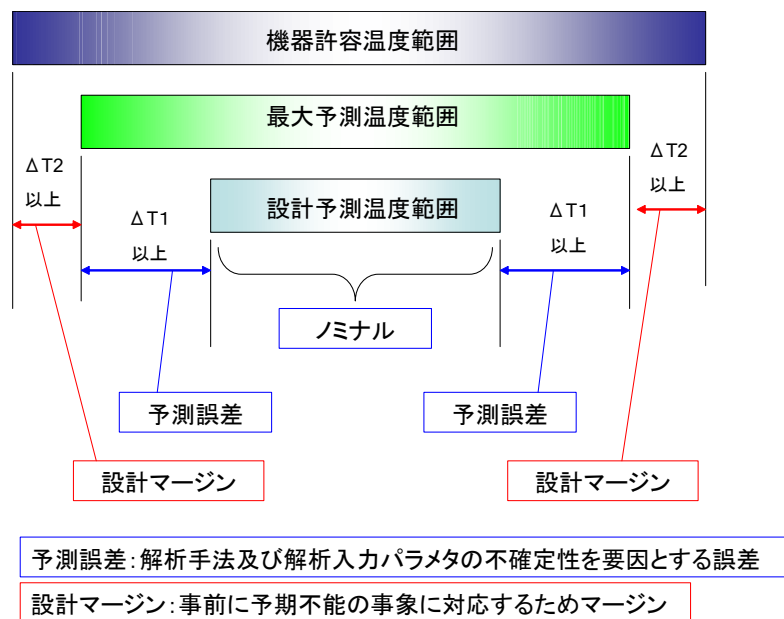 機器許容温度範囲
最大予測温度範囲
ΔT2
以上
ΔT2
以上
設計予測温度範囲
ΔT1
以上
ΔT1
以上
ノミナル
予測誤差
予測誤差
設計マージン
設計マージン
予測誤差:解析手法及び解析入力パラメタの不確定性を要因とする誤差
設計マージン:事前に予期不能の事象に対応するためマージン